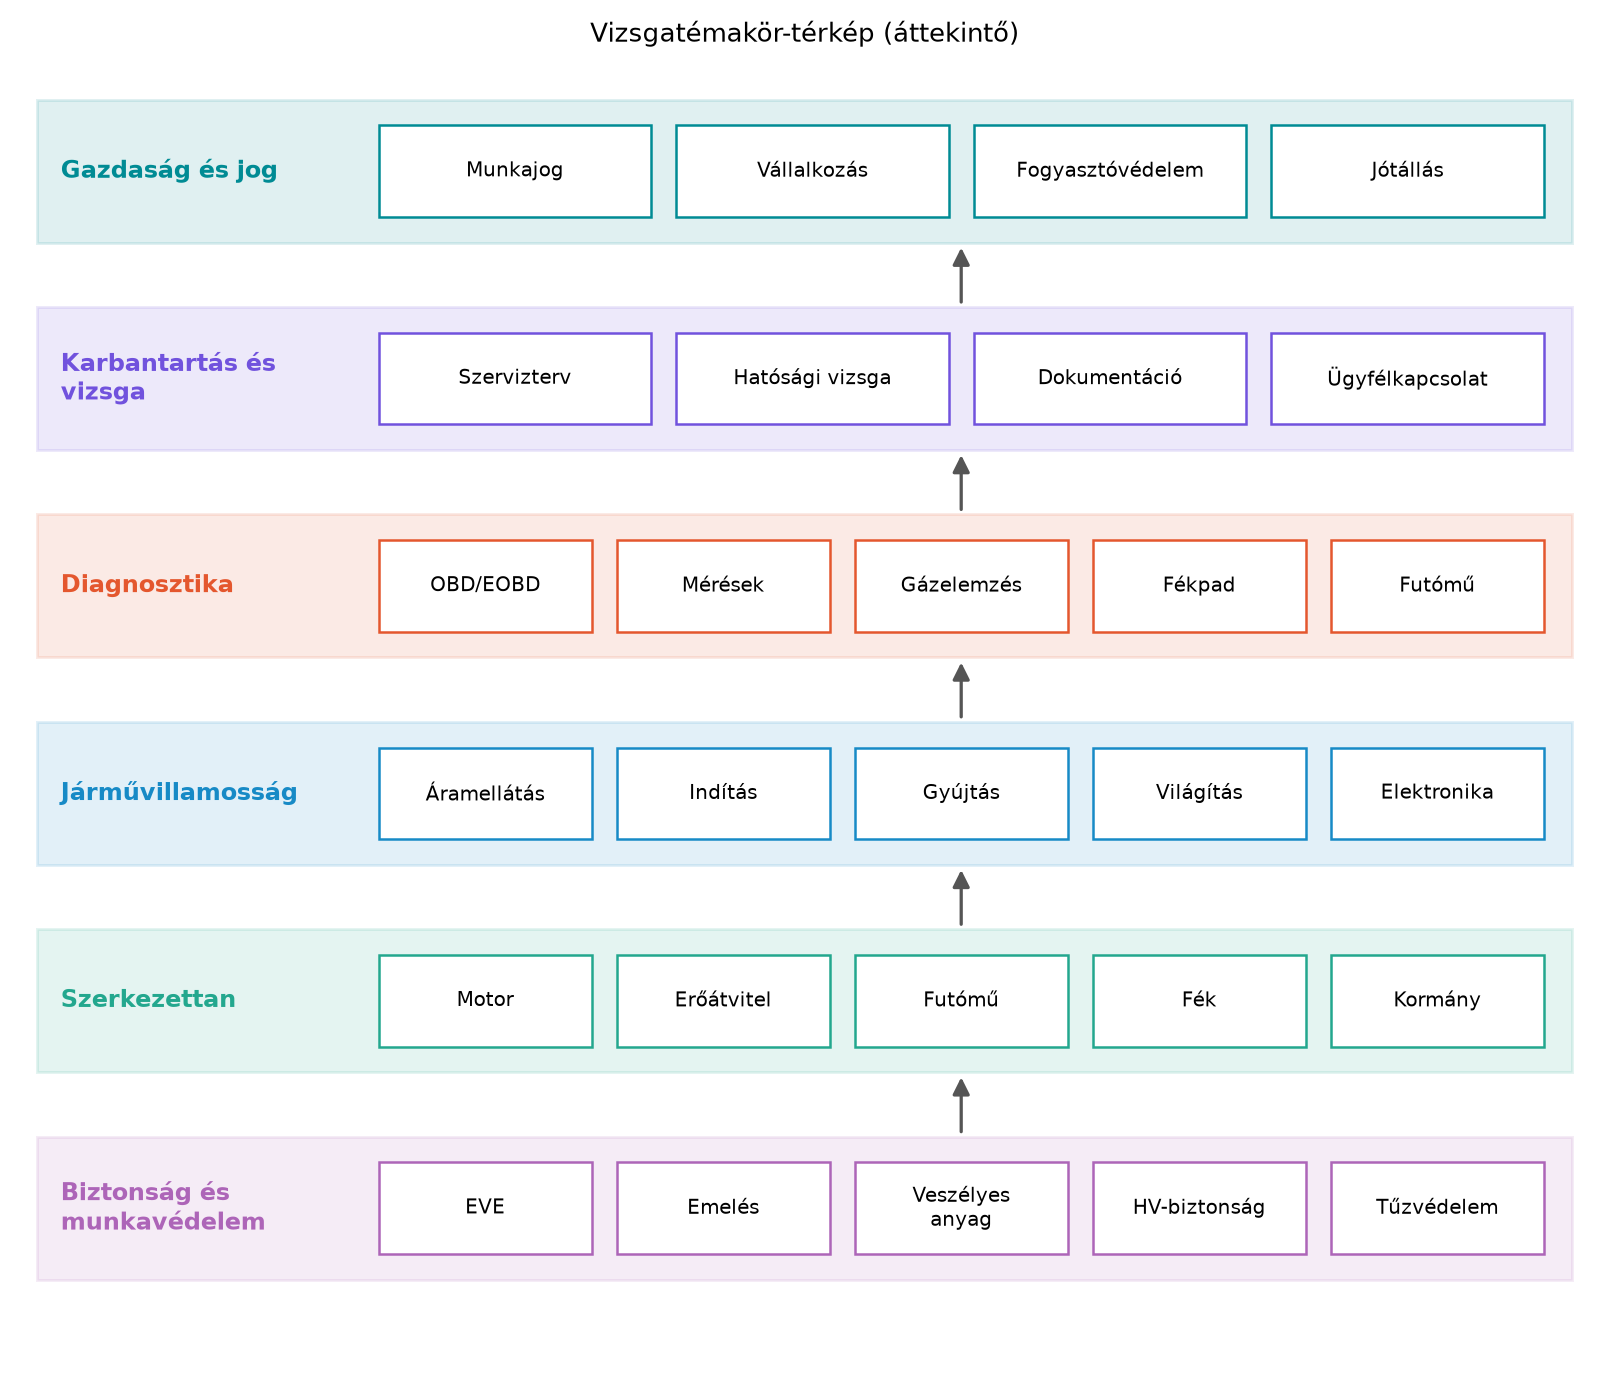 Vizsgatémakör-térkép (áttekintő)
Gazdaság és jog
Munkajog
Vállalkozás
Fogyasztóvédelem
Jótállás
Karbantartás és
vizsga
Szervizterv
Hatósági vizsga
Dokumentáció
Ügyfélkapcsolat
Diagnosztika
OBD/EOBD
Mérések
Gázelemzés
Fékpad
Futómű
Járművillamosság
Áramellátás
Indítás
Gyújtás
Világítás
Elektronika
Szerkezettan
Motor
Erőátvitel
Futómű
Fék
Kormány
Biztonság és
munkavédelem
EVE
Emelés
Veszélyes
anyag
HV-biztonság
Tűzvédelem